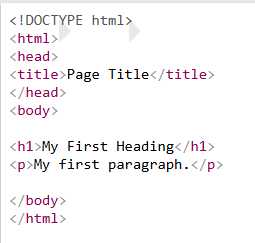 <!DOCTYPE html>
<html>
<head>
<title>Page Title</title>
</head>
<body>

<h1>My First Heading</h1>
<p>My first paragraph.</p>

</body>
</html>